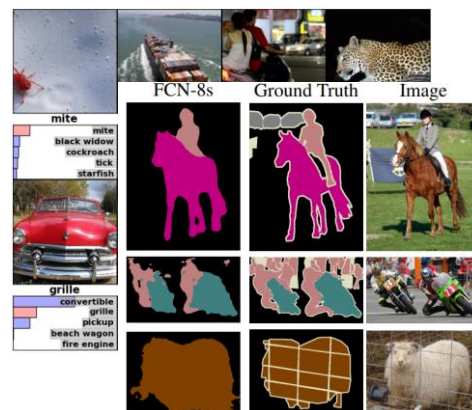 FCN-8s Ground Truth Image
mite
mite
black widow
cockroach
tick
starfish
grille
convertible
grille
pickup
beach wagon
fire engine